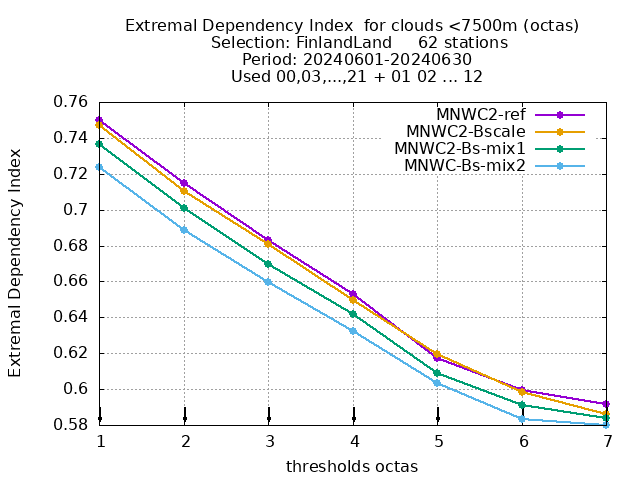 Extremal Dependency Index  for clouds <7500m (octas)
Selection: FinlandLand     62 stations
Period: 20240601-20240630
Used 00,03,...,21 + 01 02 ... 12
MNWC2-ref
MNWC2-Bscale
MNWC2-Bs-mix1
MNWC-Bs-mix2
Extremal Dependency Index
0.76
0.74
0.72
0.7
0.68
0.66
0.64
0.62
0.6
0.58
1 2 3 4 5 6 7
thresholds octas